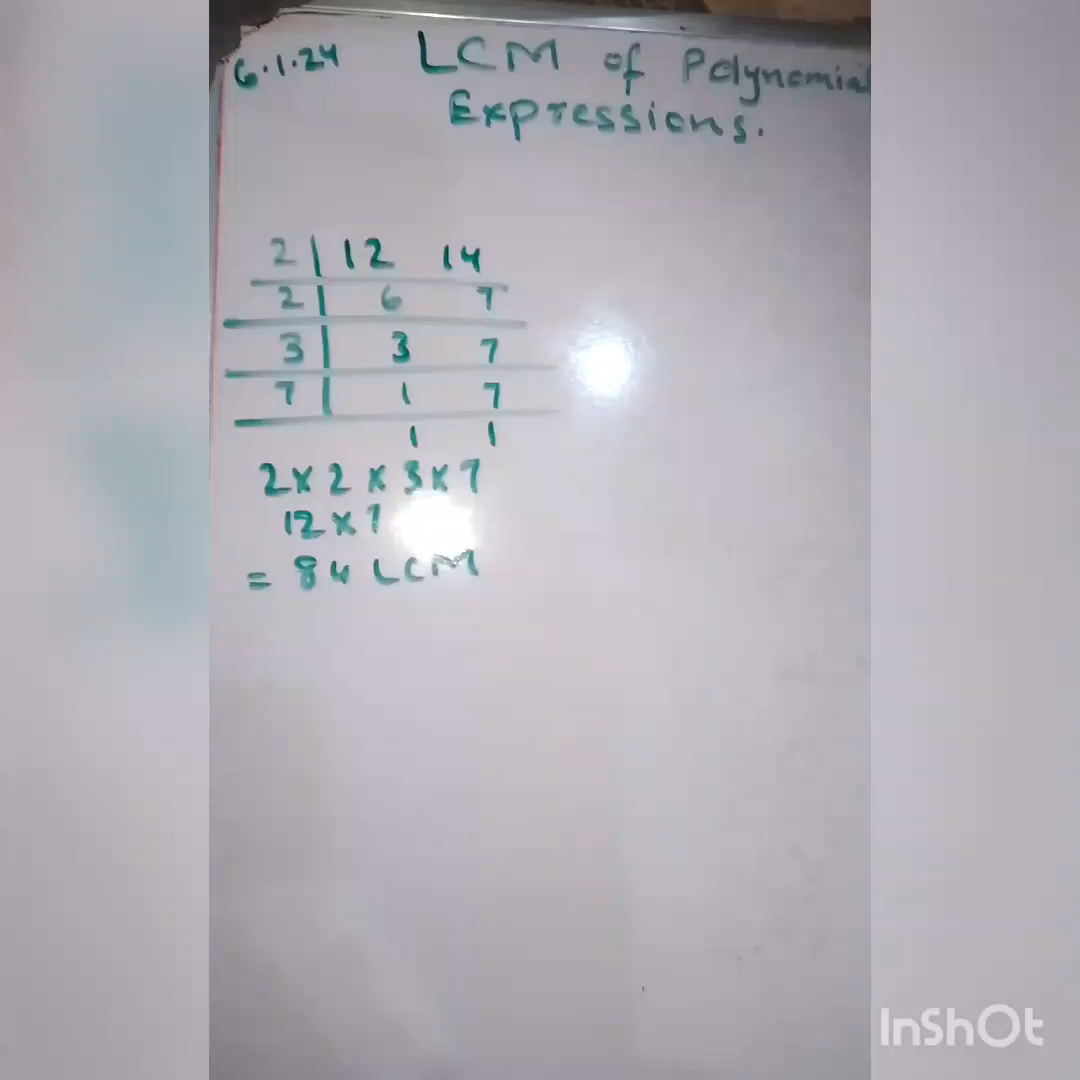 6.1.24 LCM of Polynomial
Expressions.
2 | 12 14
2 | 6 7
3 | 3 7
7 | 1 7
1 1
2 x 2 x 3 x 7
12 x 7
= 84 LCM
InShOt